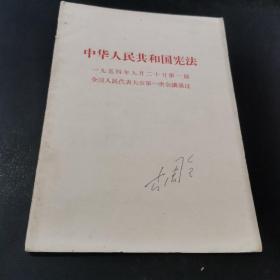 中华人民共和国宪法
一九五四年九月二十日第一届
全国人民代表大会第一次会议通过